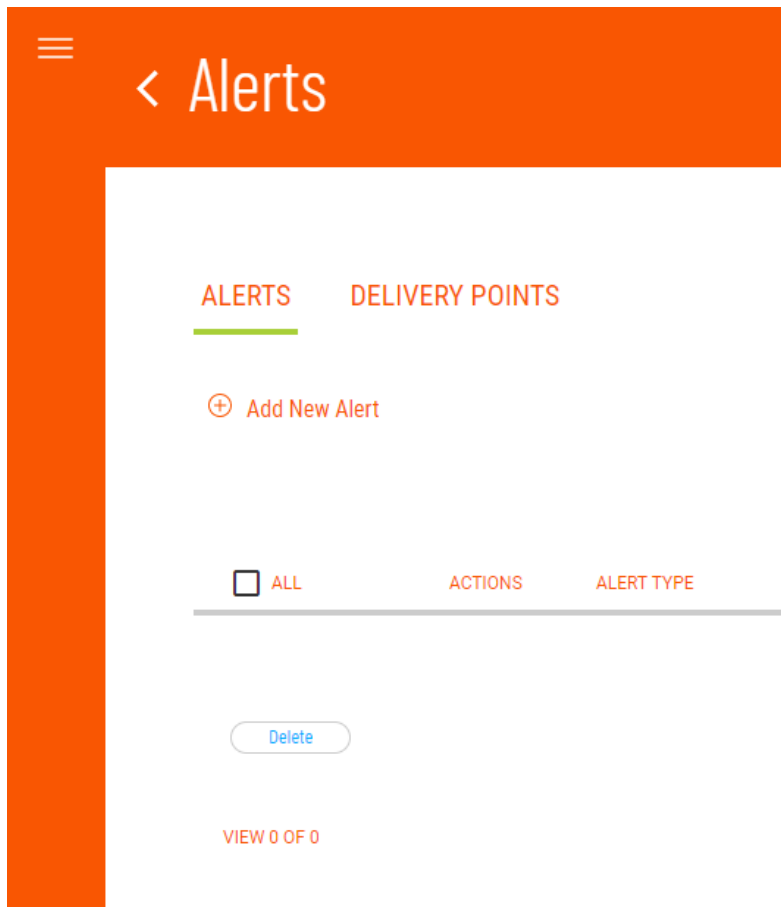 Alerts
ALERTS DELIVERY POINTS
Add New Alert
ALL ACTIONS ALERT TYPE
Delete
VIEW 0 OF 0